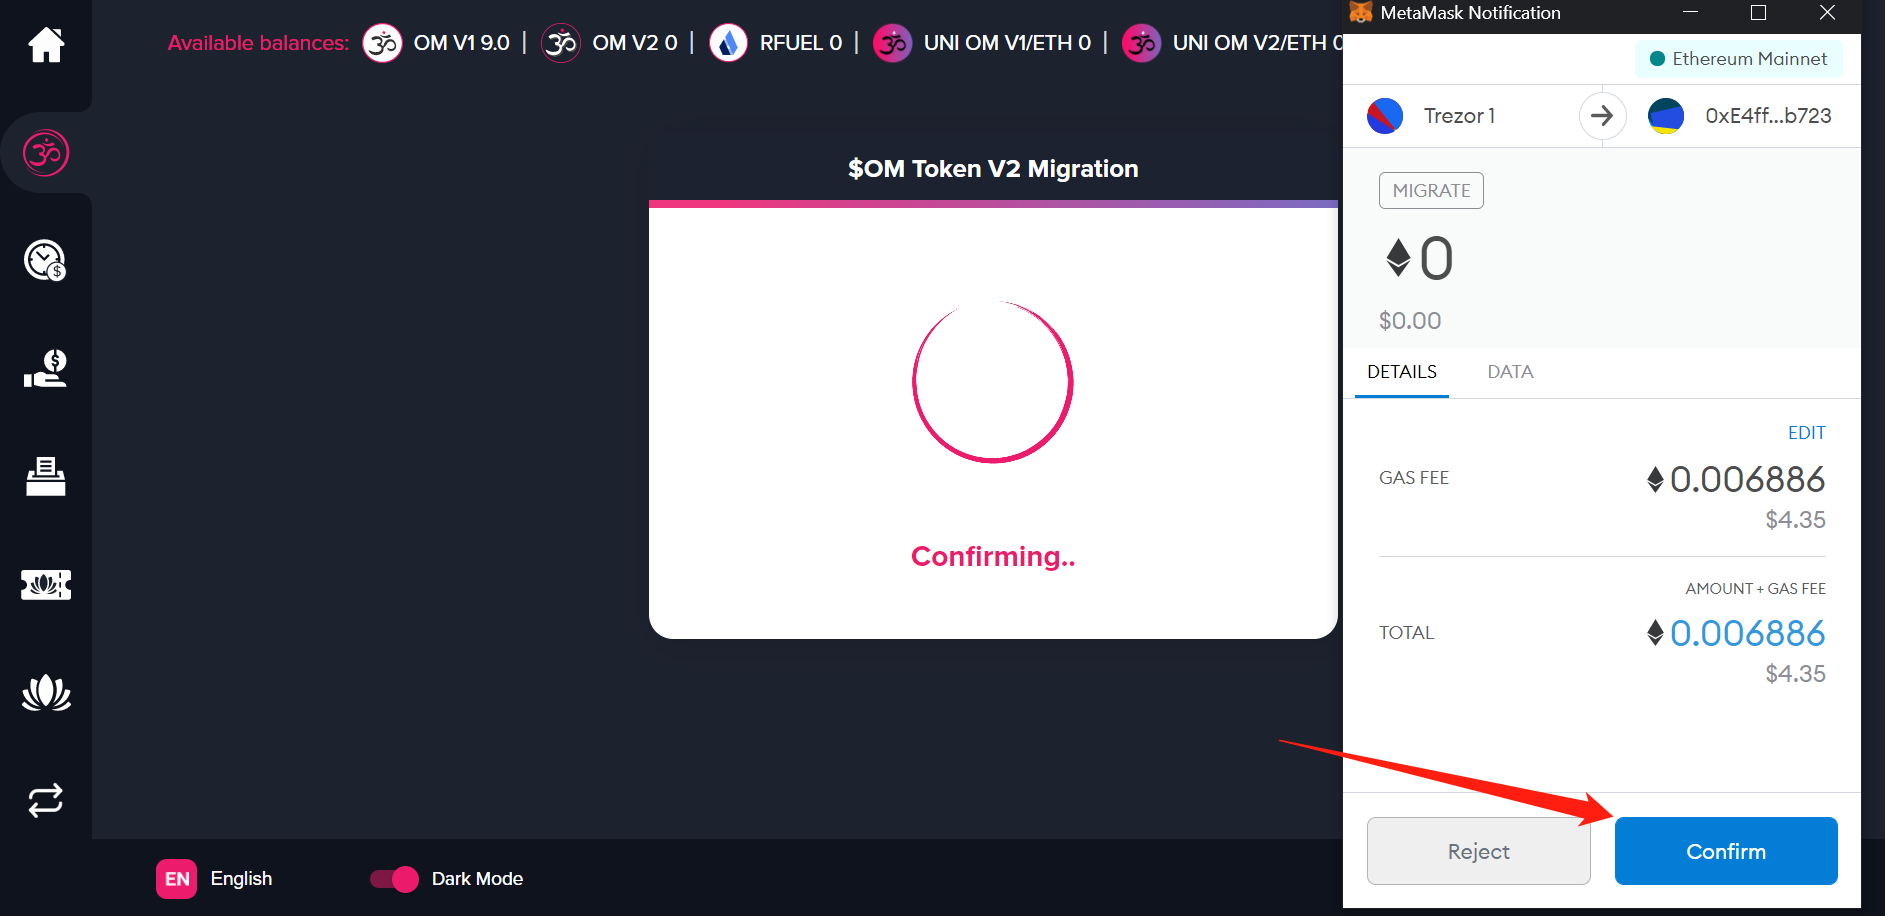 Available balances: OM V1 9.0 | OM V2 0 | RFUEL 0 | UNI OM V1/ETH 0 | UNI OM V2/ETH 0
$OM Token V2 Migration
Confirming..
EN English
Dark Mode
MetaMask Notification
Ethereum Mainnet
Trezor 1
0xE4ff...b723
MIGRATE
0
$0.00
DETAILS
DATA
EDIT
GAS FEE
0.006886
$4.35
AMOUNT + GAS FEE
TOTAL
0.006886
$4.35
Reject
Confirm